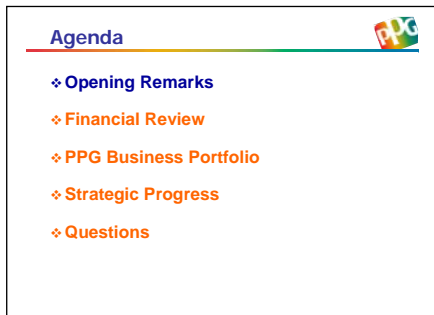 Agenda
PPG
❖ Opening Remarks
❖ Financial Review
❖ PPG Business Portfolio
❖ Strategic Progress
❖ Questions